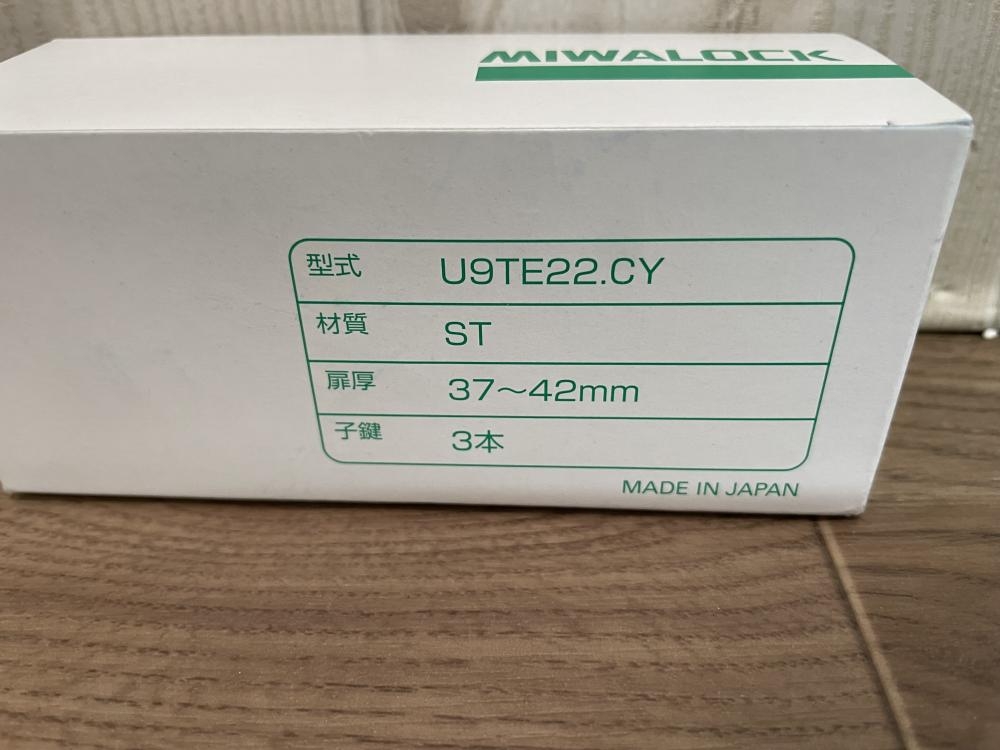 MIWALOCK
型式 U9TE22.CY
材質 ST
扉厚 37～42mm
子鍵 3本
MADE IN JAPAN